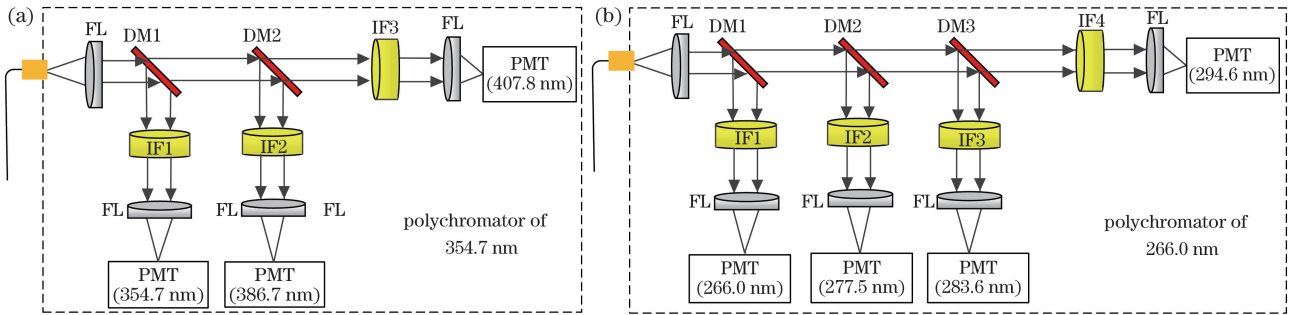 (a)
FL
DM1
DM2
IF3
FL
PMT
(407.8 nm)
IF1
IF2
FL
FL
FL
polychromator of
354.7 nm
PMT
(354.7 nm)
PMT
(386.7 nm)
(b)
FL
DM1
DM2
DM3
IF4
FL
PMT
(294.6 nm)
IF1
IF2
IF3
FL
FL
FL
polychromator of
266.0 nm
PMT
(266.0 nm)
PMT
(277.5 nm)
PMT
(283.6 nm)